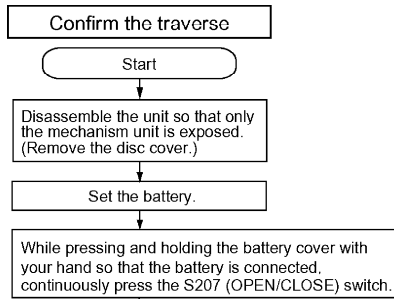 Confirm the traverse
Start
Disassemble the unit so that only
the mechanism unit is exposed.
(Remove the disc cover.)
Set the battery.
While pressing and holding the battery cover with
your hand so that the battery is connected,
continuously press the S207 (OPEN/CLOSE) switch.